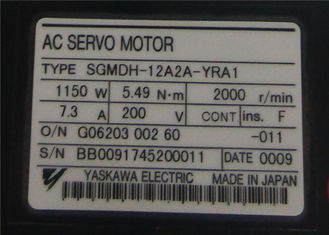 AC SERVO MOTOR
TYPE SGMDH-12A2A-YRA1
1150 W 5.49 N·m 2000 r/min
7.3 A 200 V CONT ins. F
O/N G06203 002 60 -011
S/N BB0091745200011 DATE 0009
YASKAWA ELECTRIC MADE IN JAPAN